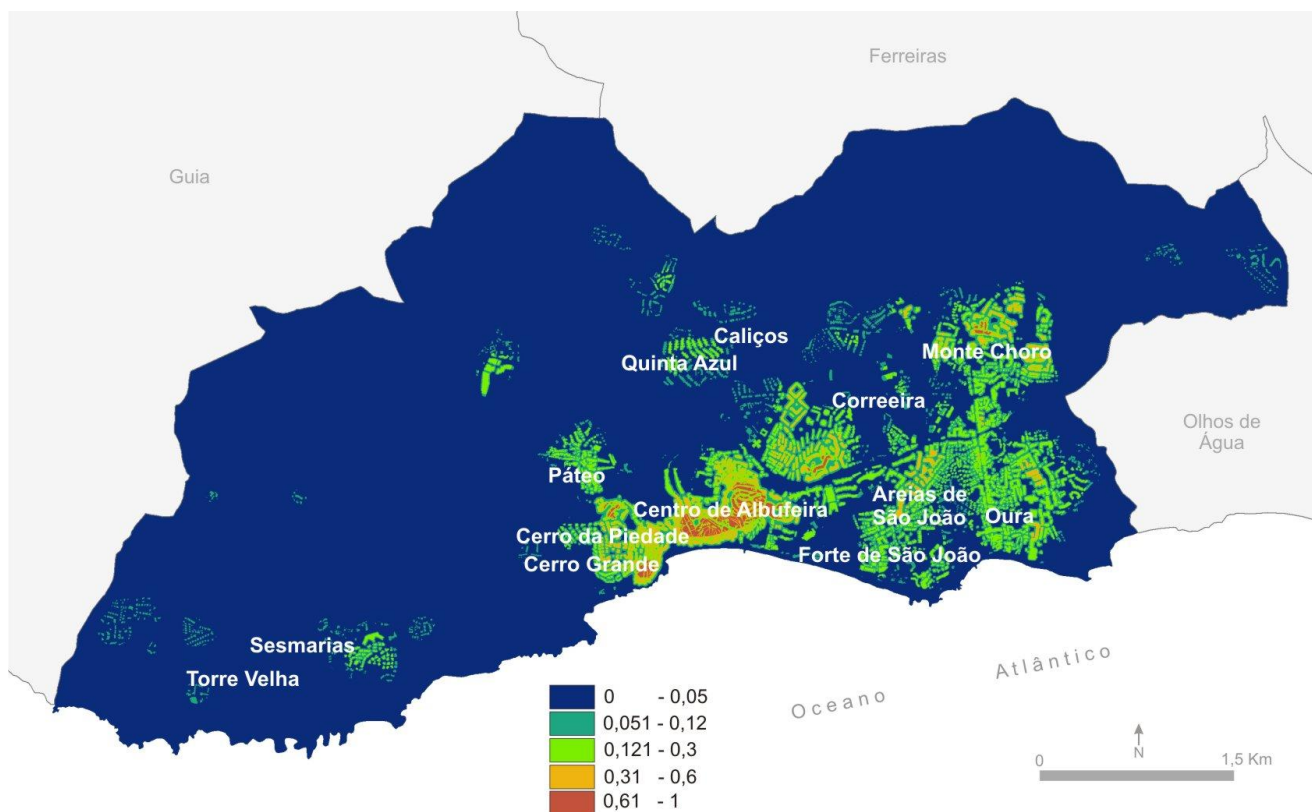 Ferreiras
Guia
Caliços
Quinta Azul
Monte Choro
Correeira
Olhos de
Água
Páteo
Centro de Albufeira
Areias de
São João
Oura
Cerro da Piedade
Cerro Grande
Forte de São João
Sesmarias
Torre Velha
Oceano Atlântico
0 - 0,05
0,051 - 0,12
0,121 - 0,3
0,31 - 0,6
0,61 - 1
N
0 1,5 Km